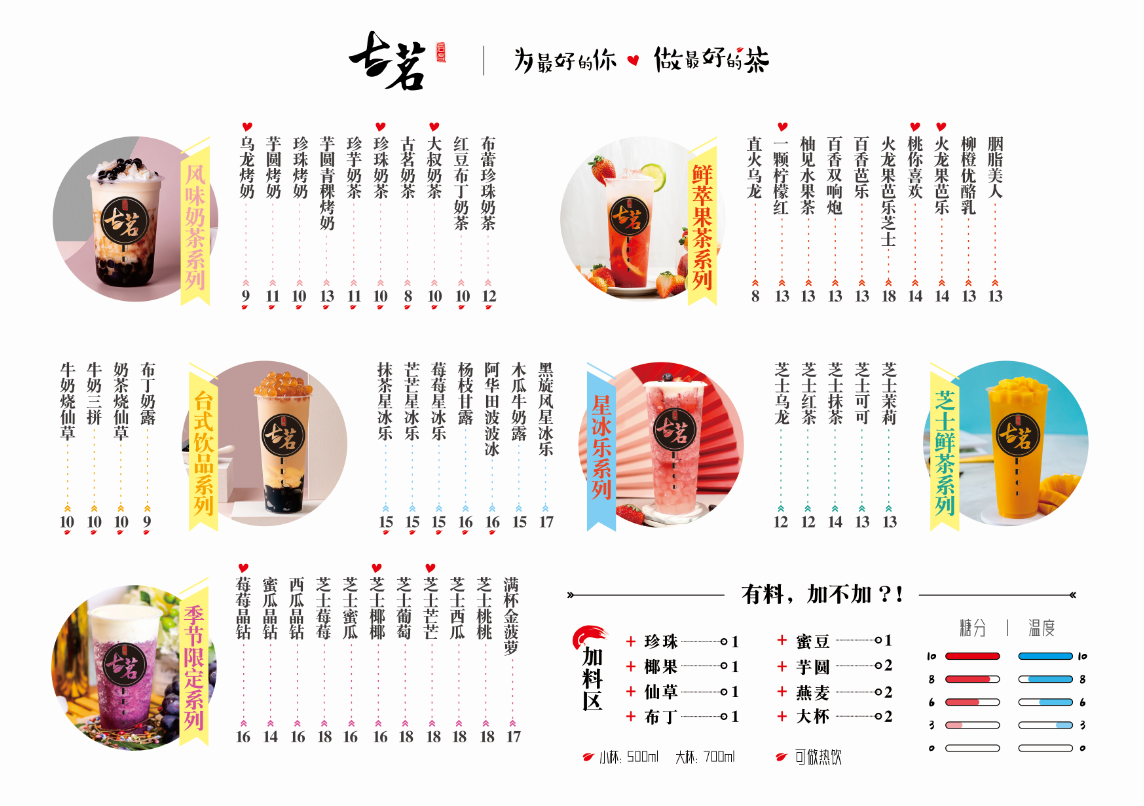 古茗
为最好的你 做最好的茶
风味奶茶系列
乌龙烤奶 9
芋圆烤奶 11
珍珠烤奶 10
芋圆青稞烤奶 13
珍芋奶茶 11
珍珠奶茶 10
古茗奶茶 8
大叔奶茶 10
红豆布丁奶茶 10
布蕾珍珠奶茶 12
鲜萃果茶系列
直火乌龙 8
一颗柠檬红 13
柚见水果茶 13
百香双响炮 13
百香芭乐 13
火龙果芭乐芝士 18
桃你喜欢 14
火龙果芭乐 14
柳橙优酪乳 13
胭脂美人 13
牛奶烧仙草 10
牛奶三拼 10
奶茶烧仙草 10
布丁奶露 9
台式饮品系列
抹茶星冰乐 15
芒芒星冰乐 15
莓莓星冰乐 15
杨枝甘露 16
阿华田波波冰 16
木瓜牛奶露 15
黑旋风星冰乐 17
星冰乐系列
芝士乌龙 12
芝士红茶 12
芝士抹茶 14
芝士可可 13
芝士茉莉 13
芝士鲜茶系列
季节限定系列
莓莓晶钻 16
蜜瓜晶钻 14
西瓜晶钻 16
芝士莓莓 18
芝士蜜瓜 16
芝士椰椰 16
芝士葡萄 18
芝士芒芒 18
芝士西瓜 18
芝士桃桃 18
满杯金菠萝 17
有料，加不加？!
加料区
+ 珍珠 1
+ 椰果 1
+ 仙草 1
+ 布丁 1
+ 蜜豆 1
+ 芋圆 2
+ 燕麦 2
+ 大杯 2
小杯: 500ml 大杯: 700ml 可做热饮
糖分 | 温度
10 10
8 8
6 6
3 3
0 0
古茗
古茗
古茗
古茗
古茗
古茗